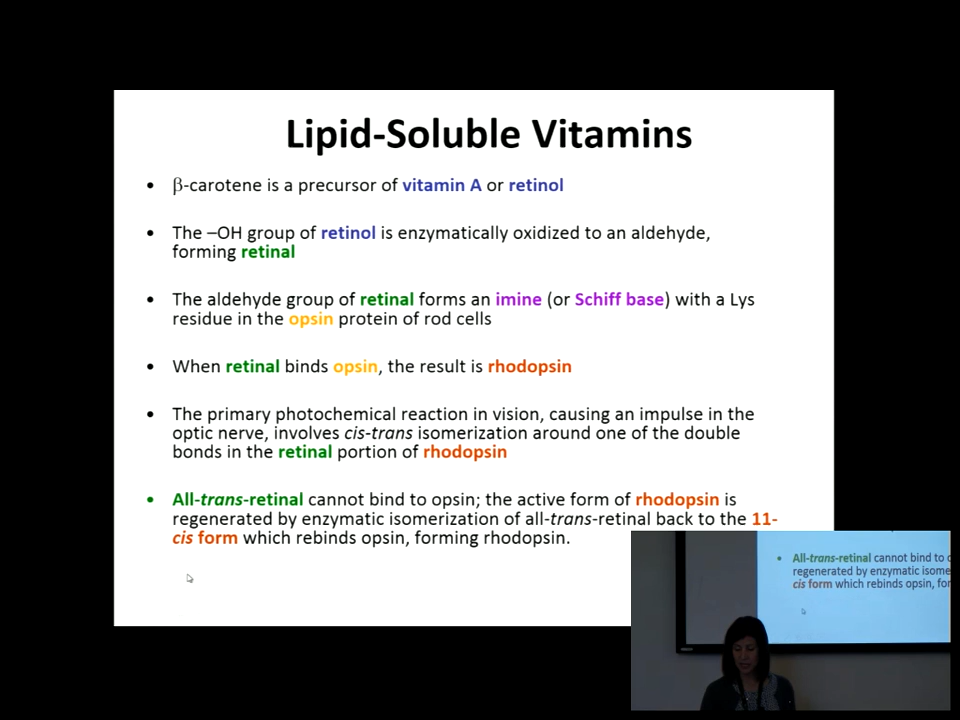 Lipid-Soluble Vitamins
• β-carotene is a precursor of vitamin A or retinol
• The –OH group of retinol is enzymatically oxidized to an aldehyde,
forming retinal
• The aldehyde group of retinal forms an imine (or Schiff base) with a Lys
residue in the opsin protein of rod cells
• When retinal binds opsin, the result is rhodopsin
• The primary photochemical reaction in vision, causing an impulse in the
optic nerve, involves cis-trans isomerization around one of the double
bonds in the retinal portion of rhodopsin
• All-trans-retinal cannot bind to opsin; the active form of rhodopsin is
regenerated by enzymatic isomerization of all-trans-retinal back to the 11-
cis form which rebinds opsin, forming rhodopsin.
• All-trans-retinal cannot bind to o
regenerated by enzymatic isome
cis form which rebinds opsin, for